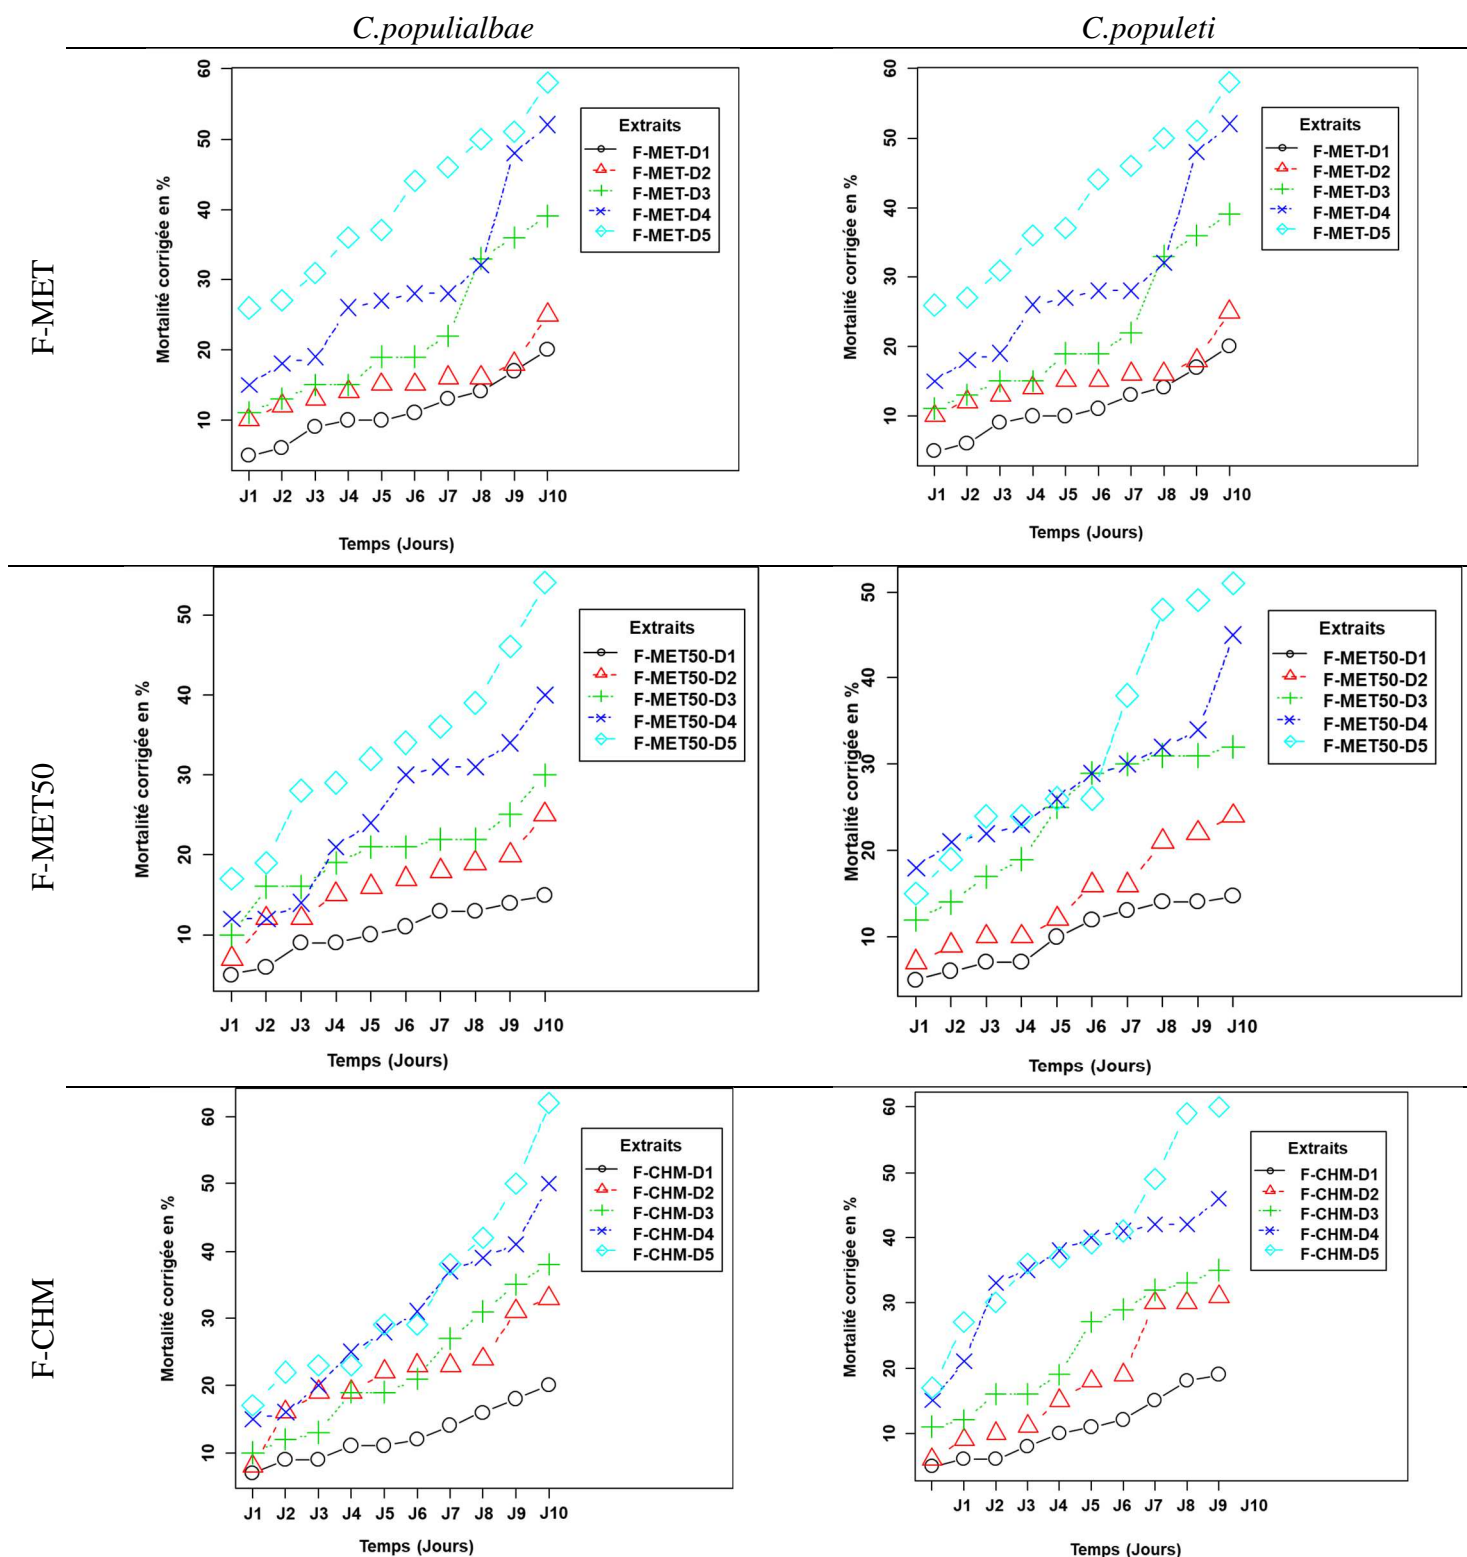 C.populialbae
C.populeti
F-MET
60
50
40
30
20
10
Mortalité corrigée en %
Extraits
F-MET-D1
F-MET-D2
F-MET-D3
F-MET-D4
F-MET-D5
J1 J2 J3 J4 J5 J6 J7 J8 J9 J10
Temps (Jours)
60
50
40
30
20
10
Mortalité corrigée en %
Extraits
F-MET-D1
F-MET-D2
F-MET-D3
F-MET-D4
F-MET-D5
J1 J2 J3 J4 J5 J6 J7 J8 J9 J10
Temps (Jours)
F-MET50
50
40
30
20
10
Mortalité corrigée en %
Extraits
F-MET50-D1
F-MET50-D2
F-MET50-D3
F-MET50-D4
F-MET50-D5
J1 J2 J3 J4 J5 J6 J7 J8 J9 J10
Temps (Jours)
50
40
30
20
10
Mortalité corrigée en %
Extraits
F-MET50-D1
F-MET50-D2
F-MET50-D3
F-MET50-D4
F-MET50-D5
J1 J2 J3 J4 J5 J6 J7 J8 J9 J10
Temps (Jours)
F-CHM
60
50
40
30
20
10
Mortalité corrigée en %
Extraits
F-CHM-D1
F-CHM-D2
F-CHM-D3
F-CHM-D4
F-CHM-D5
J1 J2 J3 J4 J5 J6 J7 J8 J9 J10
Temps (Jours)
60
50
40
30
20
10
Mortalité corrigée en %
Extraits
F-CHM-D1
F-CHM-D2
F-CHM-D3
F-CHM-D4
F-CHM-D5
J1 J2 J3 J4 J5 J6 J7 J8 J9 J10
Temps (Jours)